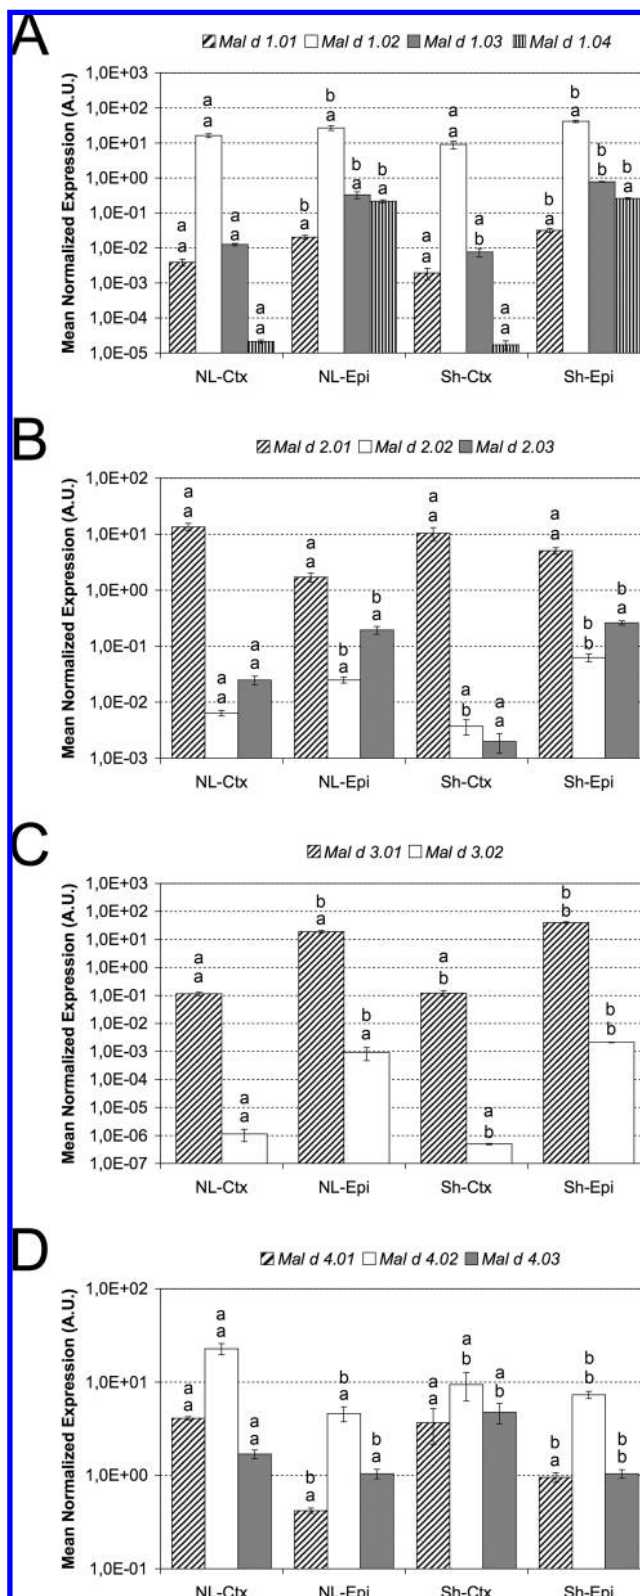 A
Mal d 1.01 Mal d 1.02 Mal d 1.03 Mal d 1.04
Mean Normalized Expression (A.U.)
1,0E+03
1,0E+02
1,0E+01
1,0E+00
1,0E-01
1,0E-02
1,0E-03
1,0E-04
1,0E-05
a a a a b b b b a a a a b b b b
a a a a a a a a a a b a a a b a
NL-Ctx NL-Epi Sh-Ctx Sh-Epi
B
Mal d 2.01 Mal d 2.02 Mal d 2.03
Mean Normalized Expression (A.U.)
1,0E+02
1,0E+01
1,0E+00
1,0E-01
1,0E-02
1,0E-03
a a a a b b a a a a b b
a a a a a a a b a a b a
NL-Ctx NL-Epi Sh-Ctx Sh-Epi
C
Mal d 3.01 Mal d 3.02
Mean Normalized Expression (A.U.)
1,0E+03
1,0E+02
1,0E+01
1,0E+00
1,0E-01
1,0E-02
1,0E-03
1,0E-04
1,0E-05
1,0E-06
1,0E-07
a a b b a a b b
a a a a b b b b
NL-Ctx NL-Epi Sh-Ctx Sh-Epi
D
Mal d 4.01 Mal d 4.02 Mal d 4.03
Mean Normalized Expression (A.U.)
1,0E+02
1,0E+01
1,0E+00
1,0E-01
a a a b b b a a a b b b
a a a a a a a b b a b b
NL-Ctx NL-Epi Sh-Ctx Sh-Epi